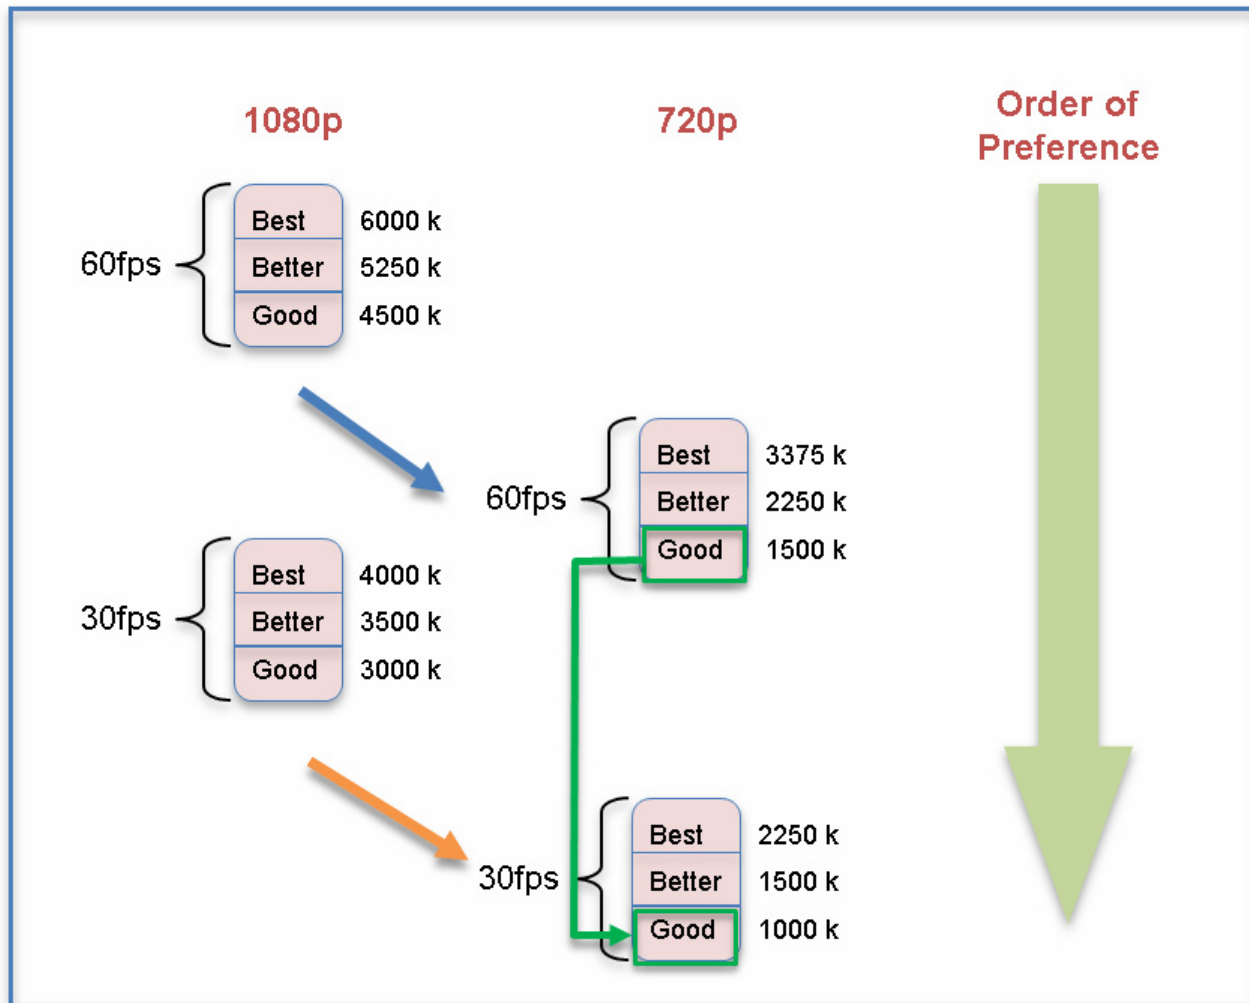 1080p
720p
Order of
Preference
60fps
Best 6000 k
Better 5250 k
Good 4500 k
60fps
Best 3375 k
Better 2250 k
Good 1500 k
30fps
Best 4000 k
Better 3500 k
Good 3000 k
30fps
Best 2250 k
Better 1500 k
Good 1000 k